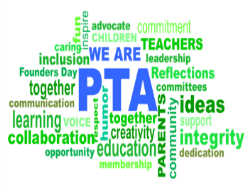 fun
inspire
advocate
commitment
CHILDREN
caring
WE ARE
TEACHERS
inclusion
leadership
Founders Day
PTA
Reflections
together
committees
communication
respect
humor
together
PARENTS
community
ideas
learning
VOICE
creativity
support
collaboration
education
integrity
opportunity
membership
dedication